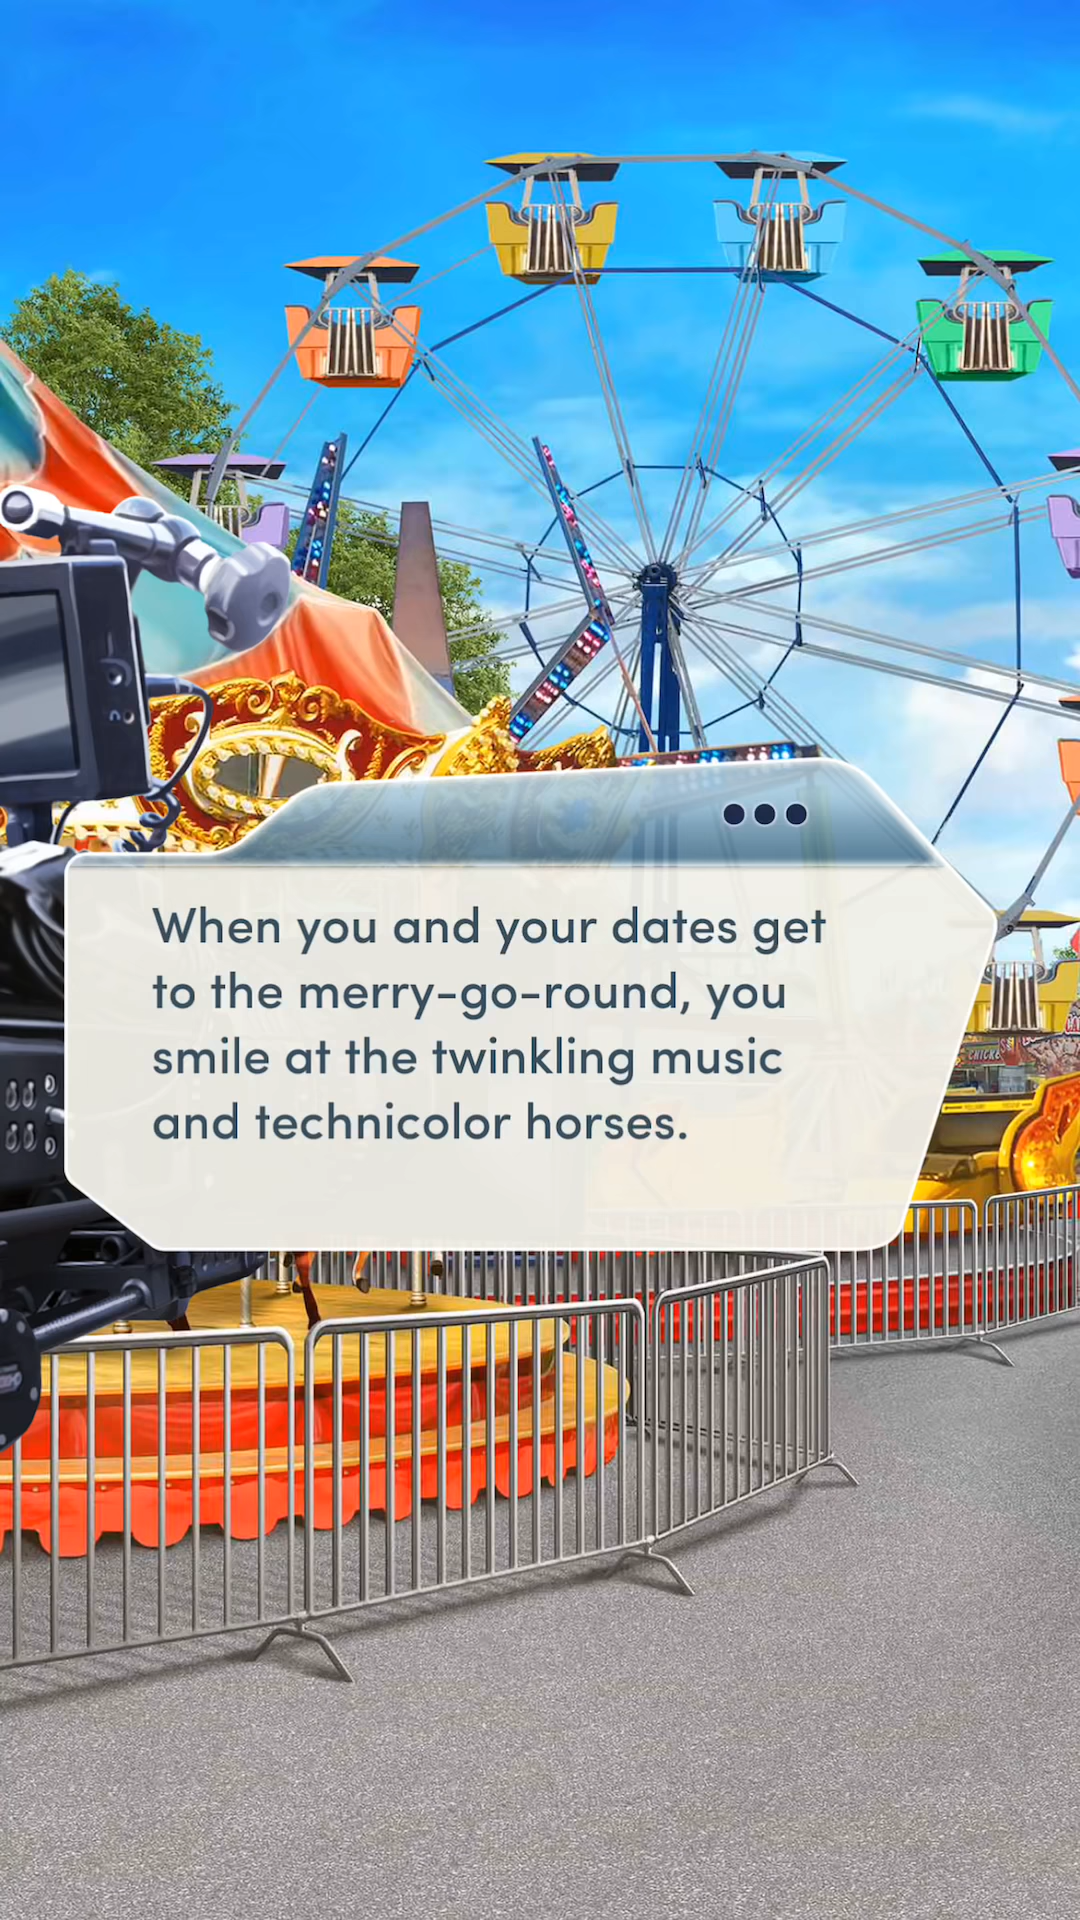 When you and your dates get
to the merry-go-round, you
smile at the twinkling music
and technicolor horses.
CHICKE